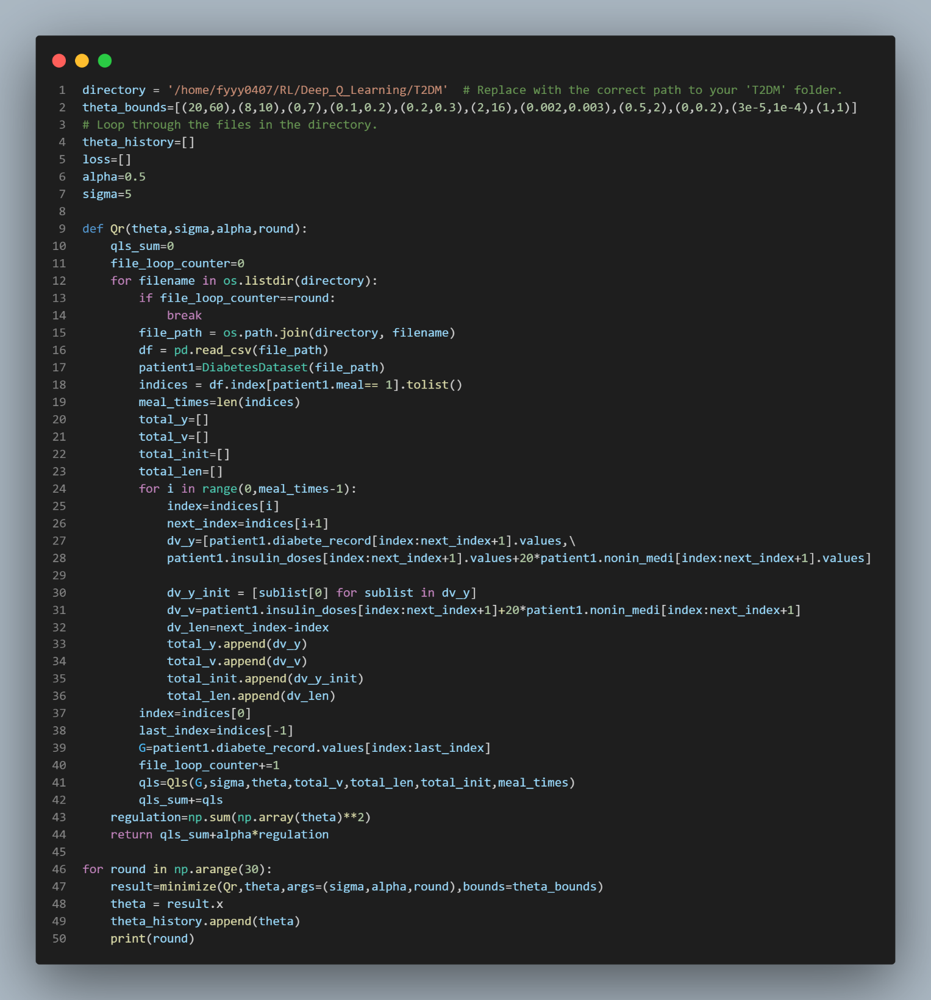 1 directory = '/home/fyyy0407/RL/Deep_Q_Learning/T2DM'  # Replace with the correct path to your 'T2DM' folder.
2 theta_bounds=[(20,60),(8,10),(0,7),(0.1,0.2),(0.2,0.3),(2,16),(0.002,0.003),(0.5,2),(0,0.2),(3e-5,1e-4),(1,1)]
3 # Loop through the files in the directory.
4 theta_history=[]
5 loss=[]
6 alpha=0.5
7 sigma=5
8
9 def Qr(theta,sigma,alpha,round):
10     qls_sum=0
11     file_loop_counter=0
12     for filename in os.listdir(directory):
13         if file_loop_counter==round:
14             break
15         file_path = os.path.join(directory, filename)
16         df = pd.read_csv(file_path)
17         patient1=DiabetesDataset(file_path)
18         indices = df.index[patient1.meal== 1].tolist()
19         meal_times=len(indices)
20         total_y=[]
21         total_v=[]
22         total_init=[]
23         total_len=[]
24         for i in range(0,meal_times-1):
25             index=indices[i]
26             next_index=indices[i+1]
27             dv_y=[patient1.diabete_record[index:next_index+1].values,\
28             patient1.insulin_doses[index:next_index+1].values+20*patient1.nonin_medi[index:next_index+1].values]
29
30             dv_y_init = [sublist[0] for sublist in dv_y]
31             dv_v=patient1.insulin_doses[index:next_index+1]+20*patient1.nonin_medi[index:next_index+1]
32             dv_len=next_index-index
33             total_y.append(dv_y)
34             total_v.append(dv_v)
35             total_init.append(dv_y_init)
36             total_len.append(dv_len)
37         index=indices[0]
38         last_index=indices[-1]
39         G=patient1.diabete_record.values[index:last_index]
40         file_loop_counter+=1
41         qls=Qls(G,sigma,theta,total_v,total_len,total_init,meal_times)
42         qls_sum+=qls
43     regulation=np.sum(np.array(theta)**2)
44     return qls_sum+alpha*regulation
45
46 for round in np.arange(30):
47     result=minimize(Qr,theta,args=(sigma,alpha,round),bounds=theta_bounds)
48     theta = result.x
49     theta_history.append(theta)
50     print(round)